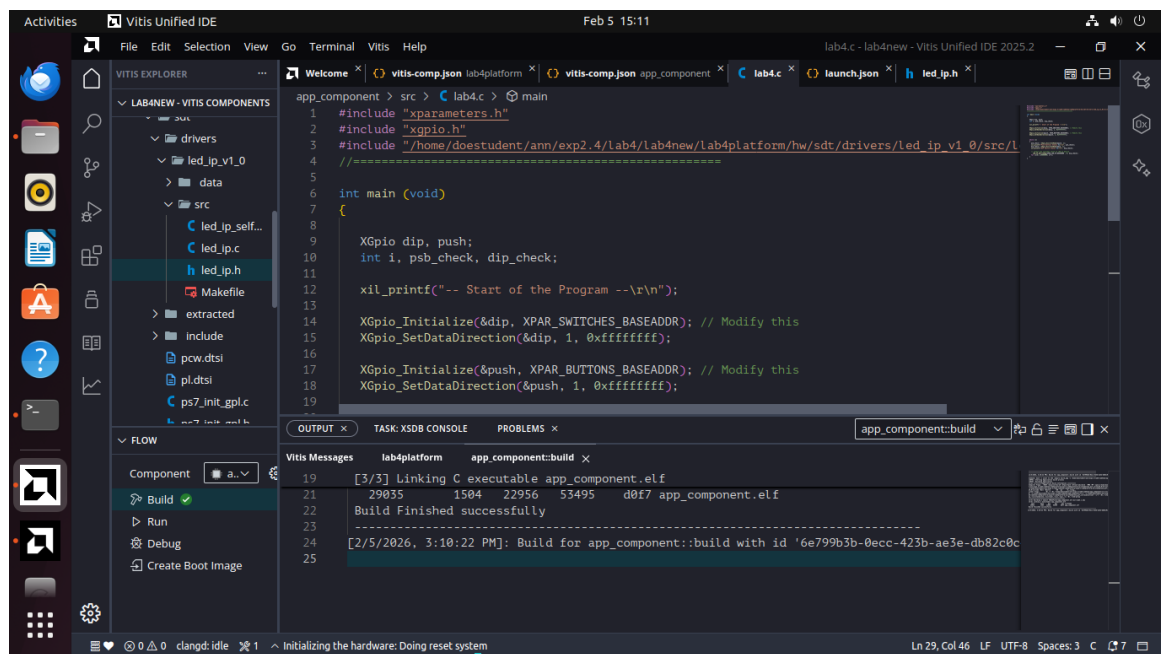 Activities Vitis Unified IDE Feb 5 15:11
File Edit Selection View Go Terminal Vitis Help lab4.c - lab4new - Vitis Unified IDE 2025.2
VITIS EXPLORER
Welcome vitis-comp.json lab4platform vitis-comp.json app_component lab4.c launch.json led_ip.h
LAB4NEW - VITIS COMPONENTS
drivers
led_ip_v1_0
data
src
led_ip_self...
led_ip.c
led_ip.h
Makefile
extracted
include
pcw.dtsi
pl.dtsi
ps7_init_gpl.c
app_component > src > lab4.c > main
1 #include "xparameters.h"
2 #include "xgpio.h"
3 #include "/home/doestudent/ann/exp2.4/lab4/lab4new/lab4platform/hw/sdt/drivers/led_ip_v1_0/src/l
4 //====================================================
5
6 int main (void)
7 {
8
9 XGpio dip, push;
10 int i, psb_check, dip_check;
11
12 xil_printf("-- Start of the Program --\r\n");
13
14 XGpio_Initialize(&dip, XPAR_SWITCHES_BASEADDR); // Modify this
15 XGpio_SetDataDirection(&dip, 1, 0xffffffff);
16
17 XGpio_Initialize(&push, XPAR_BUTTONS_BASEADDR); // Modify this
18 XGpio_SetDataDirection(&push, 1, 0xffffffff);
19
FLOW
Component a..
Build
Run
Debug
Create Boot Image
OUTPUT TASK: XSDB CONSOLE PROBLEMS app_component::build
Vitis Messages lab4platform app_component::build
19 [3/3] Linking C executable app_component.elf
21 29035 1504 22956 53495 d0f7 app_component.elf
22 Build Finished successfully
23 --------------------------------------------------------------------------------
24 [2/5/2026, 3:10:22 PM]: Build for app_component::build with id '6e799b3b-0ecc-423b-ae3e-db82c0c
25
0 0 clangd: idle 1 Initializing the hardware: Doing reset system Ln 29, Col 46 LF UTF-8 Spaces: 3 C 7